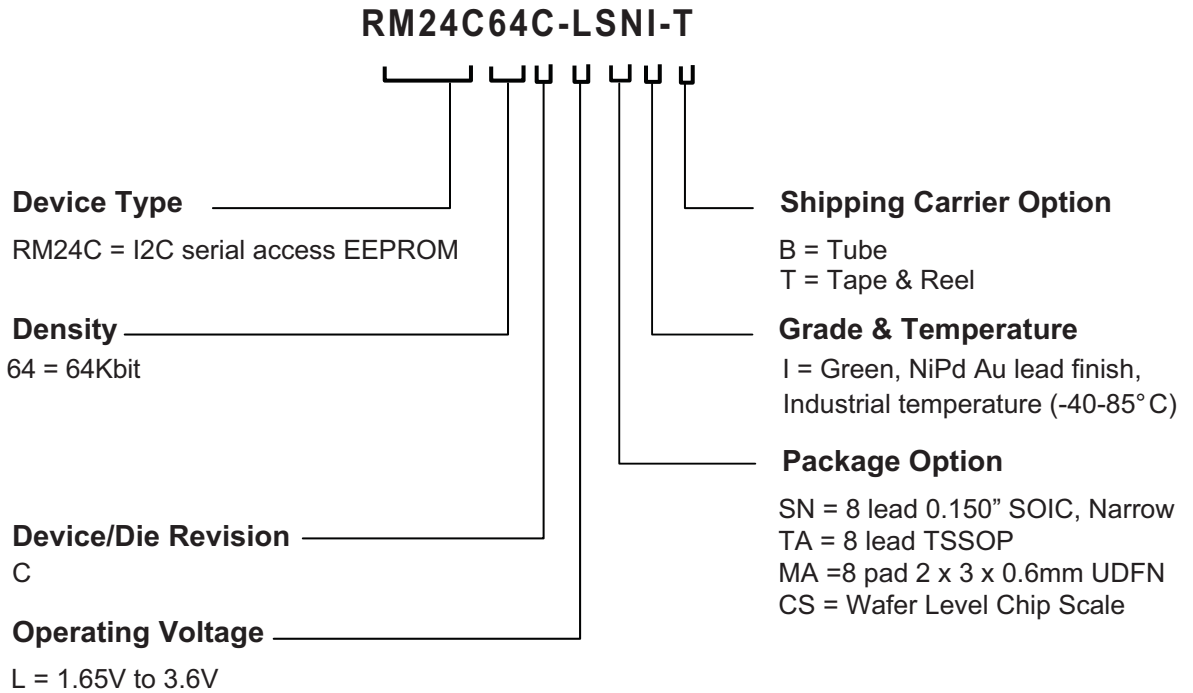 RM24C64C-LSNI-T
Device Type
RM24C = I2C serial access EEPROM
Density
64 = 64Kbit
Device/Die Revision
C
Operating Voltage
L = 1.65V to 3.6V
Shipping Carrier Option
B = Tube
T = Tape & Reel
Grade & Temperature
I = Green, NiPd Au lead finish,
Industrial temperature (-40-85°C)
Package Option
SN = 8 lead 0.150” SOIC, Narrow
TA = 8 lead TSSOP
MA =8 pad 2 x 3 x 0.6mm UDFN
CS = Wafer Level Chip Scale